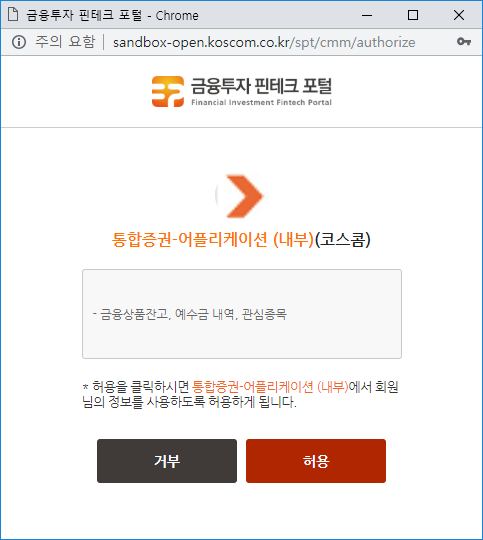 금융투자 핀테크 포털 - Chrome
주의 요함 | sandbox-open.koscom.co.kr/spt/cmm/authorize
금융투자 핀테크 포털
Financial Investment Fintech Portal
통합증권-어플리케이션 (내부)(코스콤)
- 금융상품잔고, 예수금 내역, 관심종목
* 허용을 클릭하시면 통합증권-어플리케이션 (내부)에서 회원
님의 정보를 사용하도록 허용하게 됩니다.
거부 허용